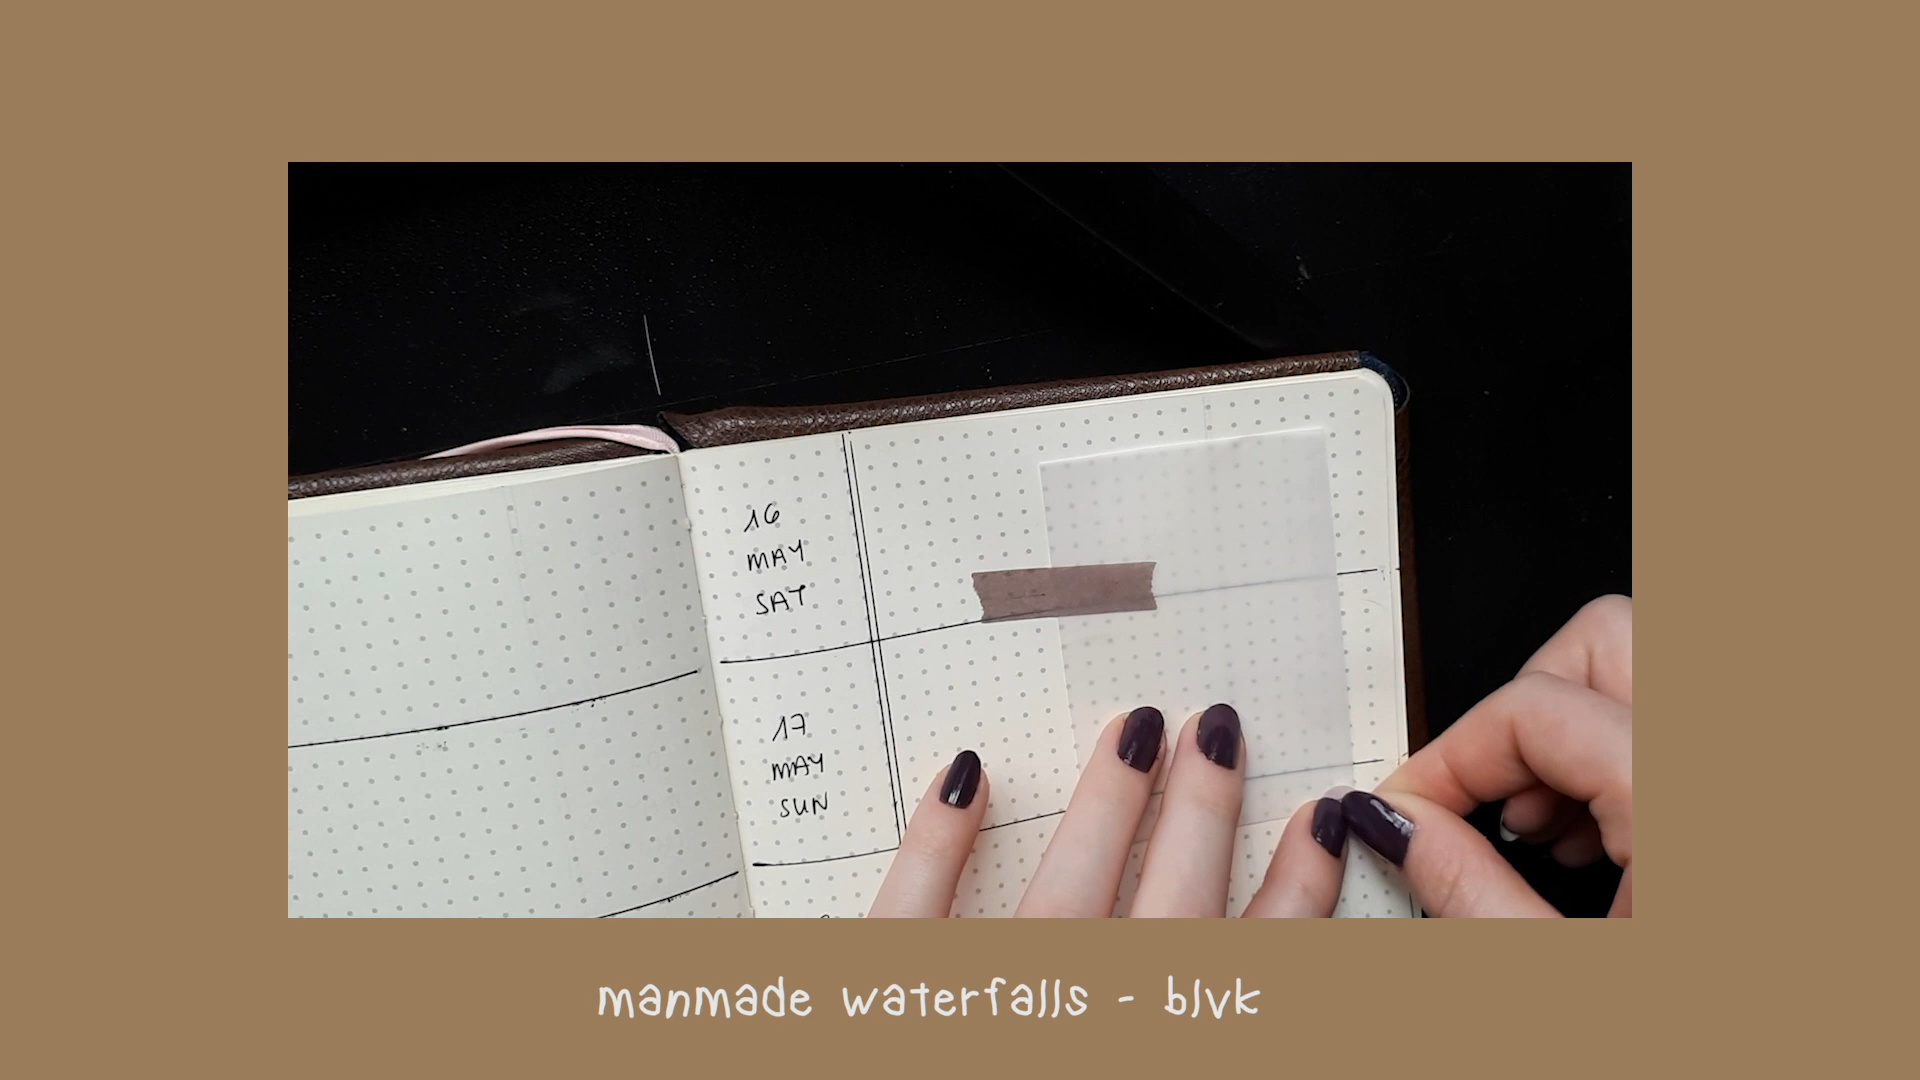 16
MAY
SAT
17
MAY
SUN
manmade waterfalls - blvk